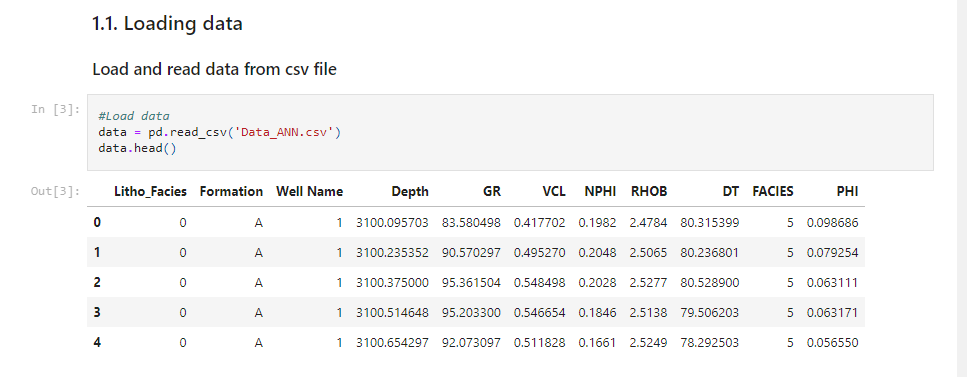 1.1. Loading data
Load and read data from csv file
In [3]:
#Load data
data = pd.read_csv('Data_ANN.csv')
data.head()
Out[3]:
Litho_Facies Formation Well Name Depth GR VCL NPHI RHOB DT FACIES PHI
0 0 A 1 3100.095703 83.580498 0.417702 0.1982 2.4784 80.315399 5 0.098686
1 0 A 1 3100.235352 90.570297 0.495270 0.2048 2.5065 80.236801 5 0.079254
2 0 A 1 3100.375000 95.361504 0.548498 0.2028 2.5277 80.528900 5 0.063111
3 0 A 1 3100.514648 95.203300 0.546654 0.1846 2.5138 79.506203 5 0.063171
4 0 A 1 3100.654297 92.073097 0.511828 0.1661 2.5249 78.292503 5 0.056550